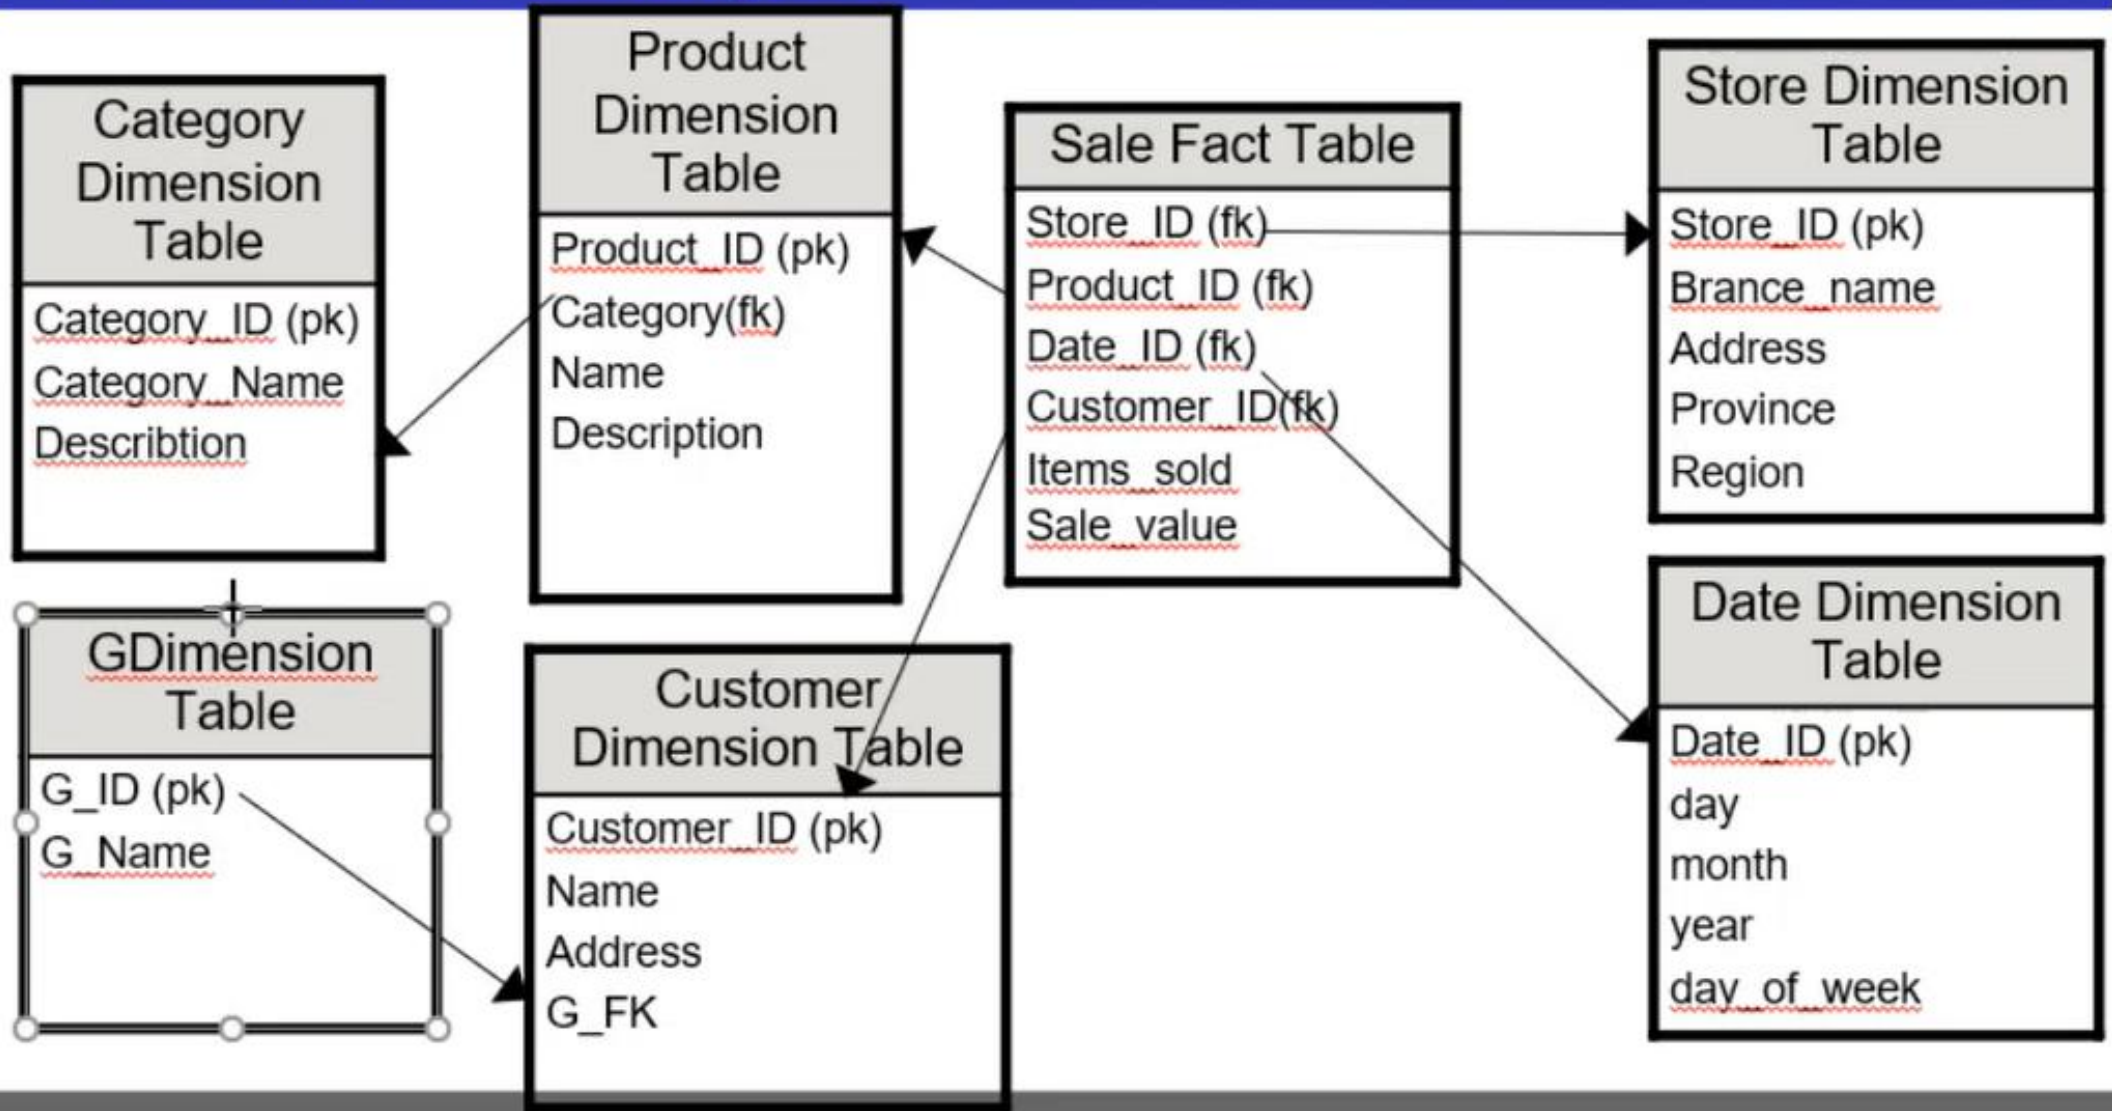 Category
Dimension
Table
Category_ID (pk)
Category_Name
Describtion
Product
Dimension
Table
Product_ID (pk)
Category(fk)
Name
Description
Sale Fact Table
Store_ID (fk)
Product_ID (fk)
Date_ID (fk)
Customer_ID(fk)
Items_sold
Sale_value
Store Dimension
Table
Store_ID (pk)
Brance_name
Address
Province
Region
GDimension
Table
G_ID (pk)
G_Name
Customer
Dimension Table
Customer_ID (pk)
Name
Address
G_FK
Date Dimension
Table
Date_ID (pk)
day
month
year
day_of_week